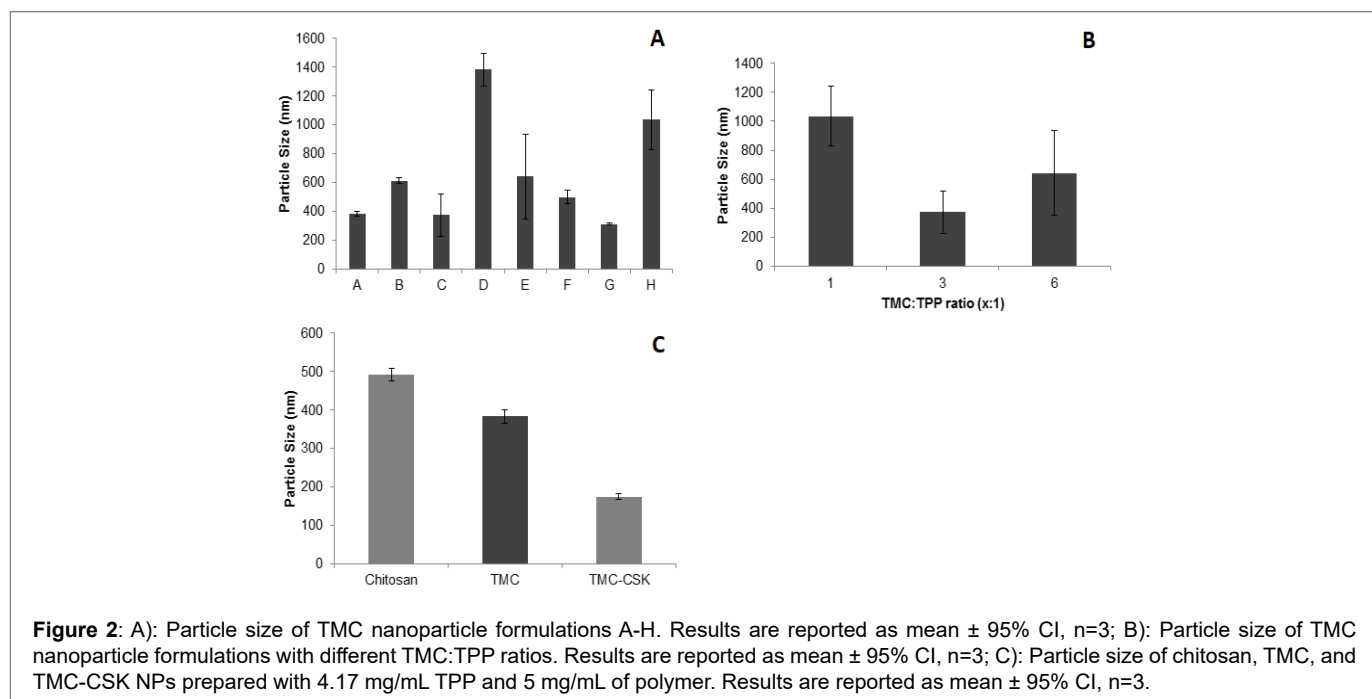 A
Particle Size (nm)
1600
1400
1200
1000
800
600
400
200
0
A B C D E F G H
B
Particle Size (nm)
1400
1200
1000
800
600
400
200
0
1 3 6
TMC:TPP ratio (x:1)
C
Particle Size (nm)
600
500
400
300
200
100
0
Chitosan TMC TMC-CSK
Figure 2: A): Particle size of TMC nanoparticle formulations A-H. Results are reported as mean ± 95% CI, n=3; B): Particle size of TMC
nanoparticle formulations with different TMC:TPP ratios. Results are reported as mean ± 95% CI, n=3; C): Particle size of chitosan, TMC, and
TMC-CSK NPs prepared with 4.17 mg/mL TPP and 5 mg/mL of polymer. Results are reported as mean ± 95% CI, n=3.